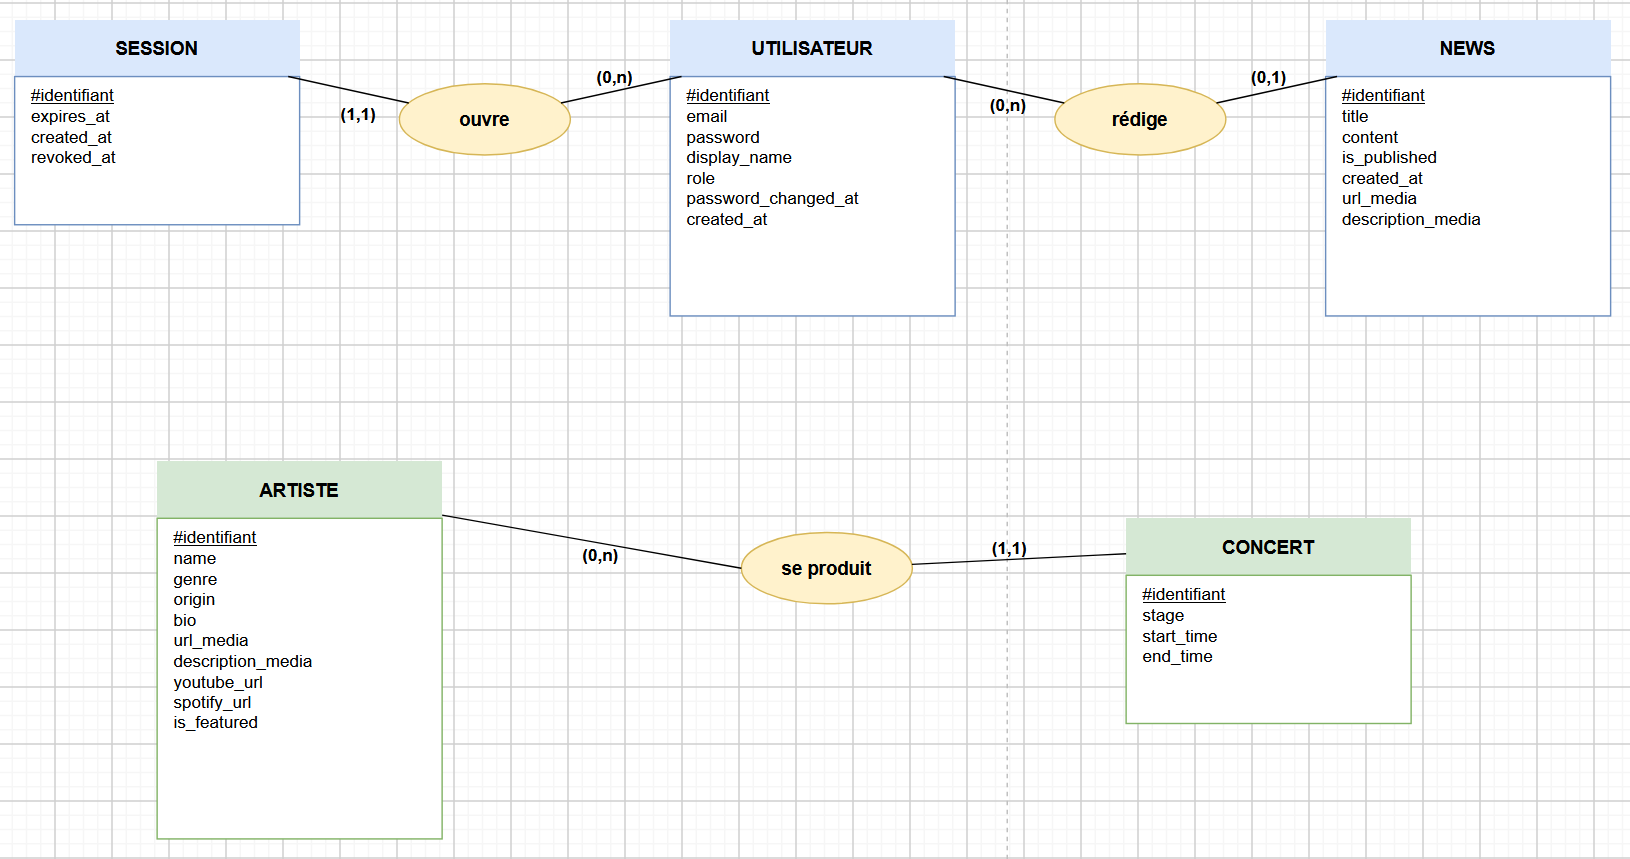 SESSION
#identifiant
expires_at
created_at
revoked_at
(1,1)
ouvre
(0,n)
UTILISATEUR
#identifiant
email
password
display_name
role
password_changed_at
created_at
(0,n)
rédige
(0,1)
NEWS
#identifiant
title
content
is_published
created_at
url_media
description_media
ARTISTE
#identifiant
name
genre
origin
bio
url_media
description_media
youtube_url
spotify_url
is_featured
(0,n)
se produit
(1,1)
CONCERT
#identifiant
stage
start_time
end_time